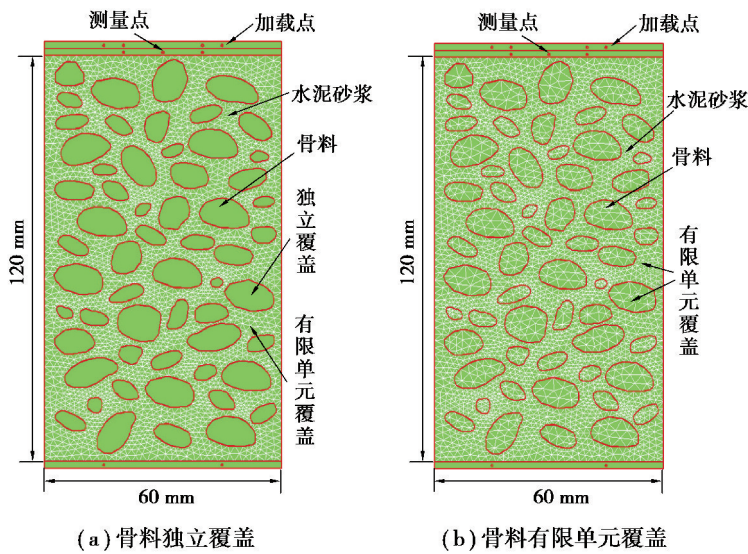 测量点
加载点
水泥砂浆
骨料
独立覆盖
有限单元覆盖
120 mm
60 mm
(a)骨料独立覆盖
测量点
加载点
水泥砂浆
骨料
有限单元覆盖
120 mm
60 mm
(b)骨料有限单元覆盖